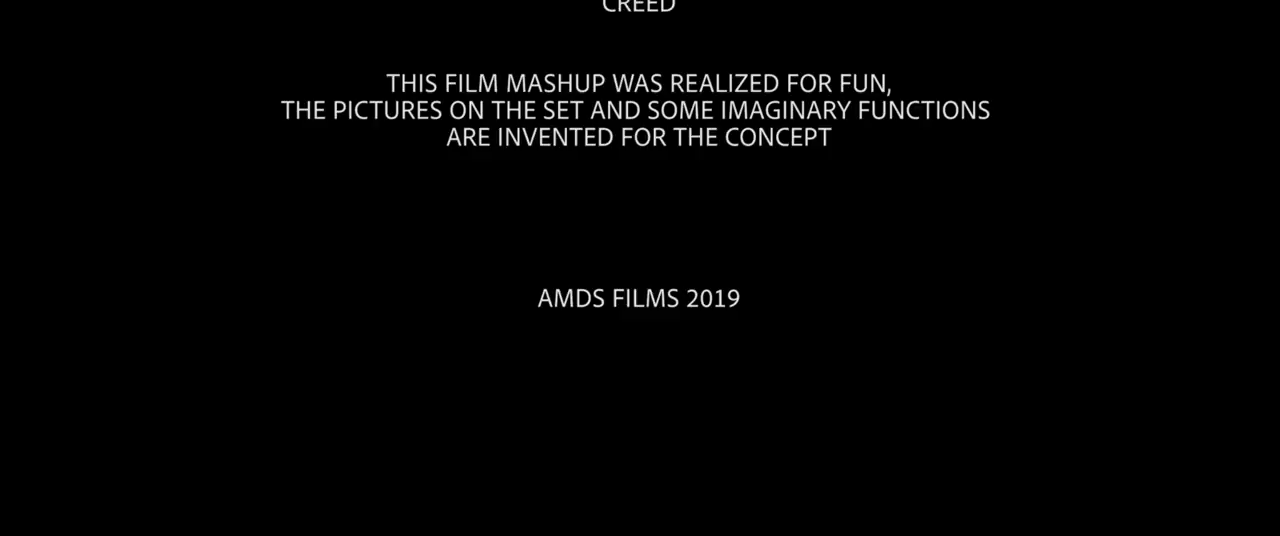 CREED
THIS FILM MASHUP WAS REALIZED FOR FUN,
THE PICTURES ON THE SET AND SOME IMAGINARY FUNCTIONS
ARE INVENTED FOR THE CONCEPT
AMDS FILMS 2019